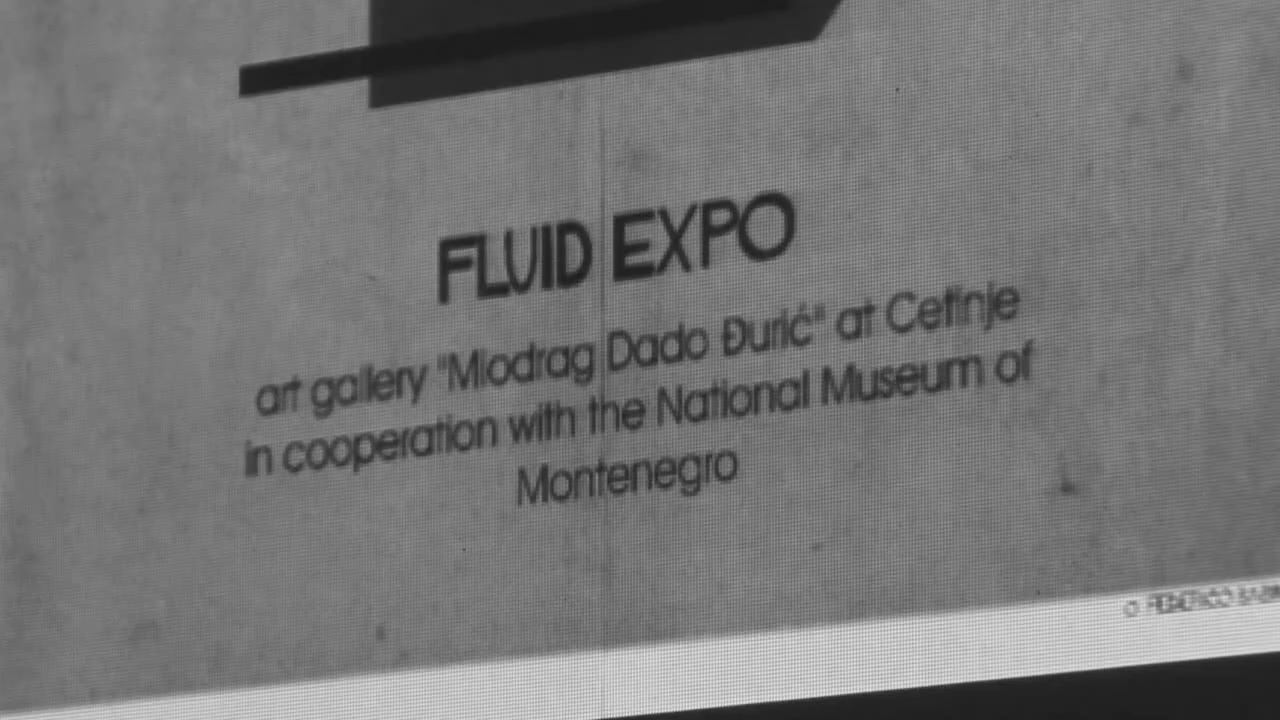 FLUID EXPO
art gallery "Miodrag Dado Đurić" at Cetinje
in cooperation with the National Museum of
Montenegro